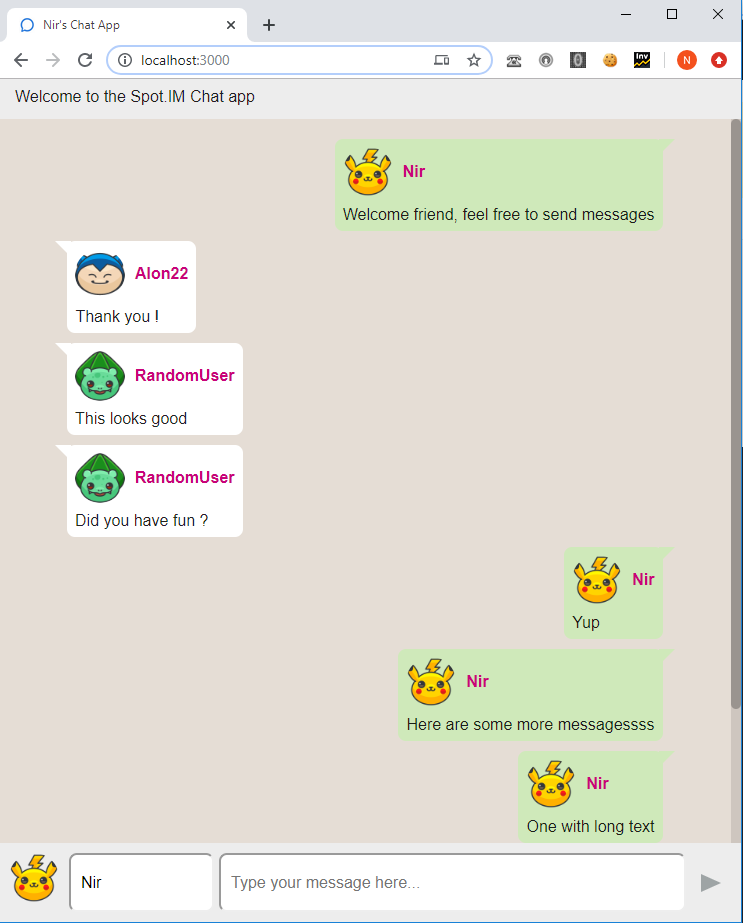 Nir's Chat App
localhost:3000
Inv
N
Welcome to the Spot.IM Chat app
Nir
Welcome friend, feel free to send messages
Alon22
Thank you !
RandomUser
This looks good
RandomUser
Did you have fun ?
Nir
Yup
Nir
Here are some more messagessss
Nir
One with long text
Nir
Type your message here...